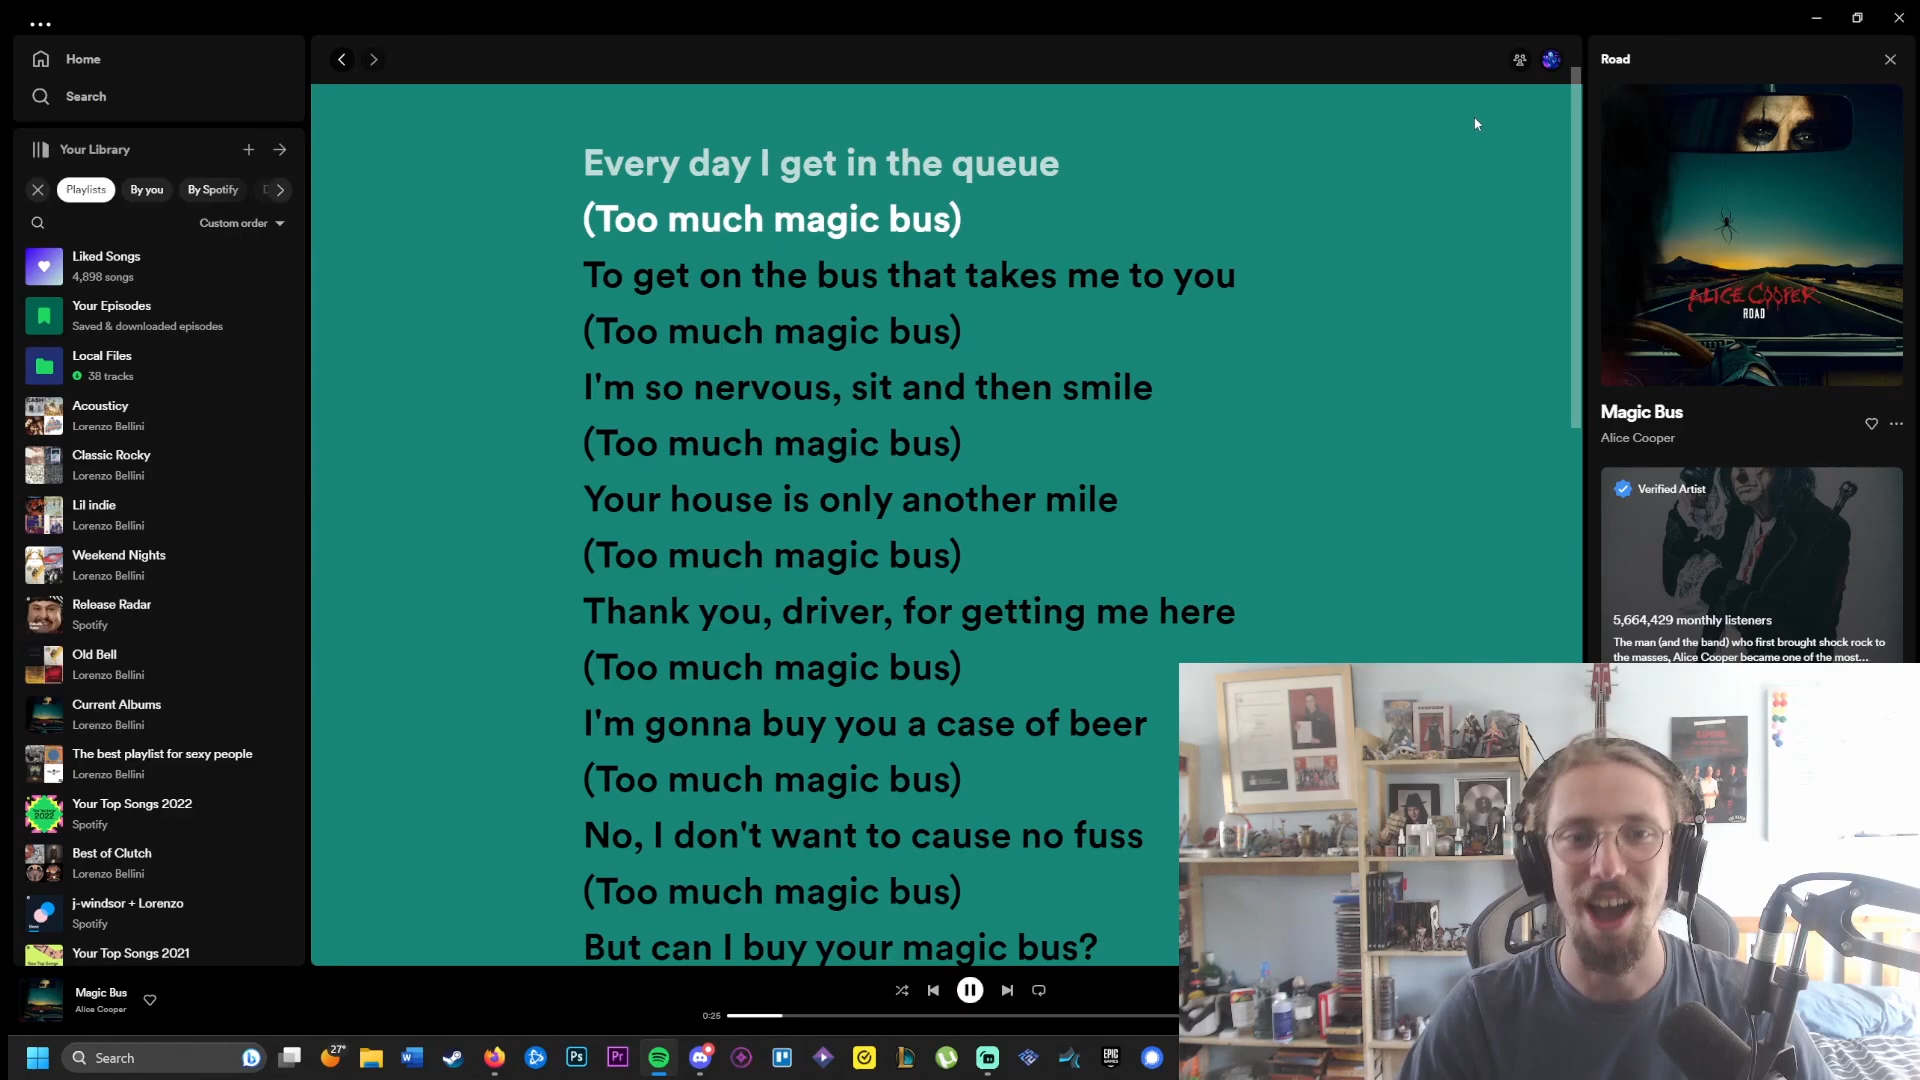 Home
Search
Your Library
Playlists
By you
By Spotify
Custom order
Liked Songs
4,898 songs
Your Episodes
Saved & downloaded episodes
Local Files
38 tracks
Acousticy
Lorenzo Bellini
Classic Rocky
Lorenzo Bellini
Lil indie
Lorenzo Bellini
Weekend Nights
Lorenzo Bellini
Release Radar
Spotify
Old Bell
Lorenzo Bellini
Current Albums
Lorenzo Bellini
The best playlist for sexy people
Lorenzo Bellini
Your Top Songs 2022
Spotify
Best of Clutch
Lorenzo Bellini
j-windsor + Lorenzo
Spotify
Your Top Songs 2021
Every day I get in the queue
(Too much magic bus)
To get on the bus that takes me to you
(Too much magic bus)
I'm so nervous, sit and then smile
(Too much magic bus)
Your house is only another mile
(Too much magic bus)
Thank you, driver, for getting me here
(Too much magic bus)
I'm gonna buy you a case of beer
(Too much magic bus)
No, I don't want to cause no fuss
(Too much magic bus)
But can I buy your magic bus?
Road
ALICE COOPER
ROAD
Magic Bus
Alice Cooper
Verified Artist
5,664,429 monthly listeners
The man (and the band) who first brought shock rock to
the masses, Alice Cooper became one of the most...
Magic Bus
Alice Cooper
0:25
Search
27°
Ps
Pr
EPIC